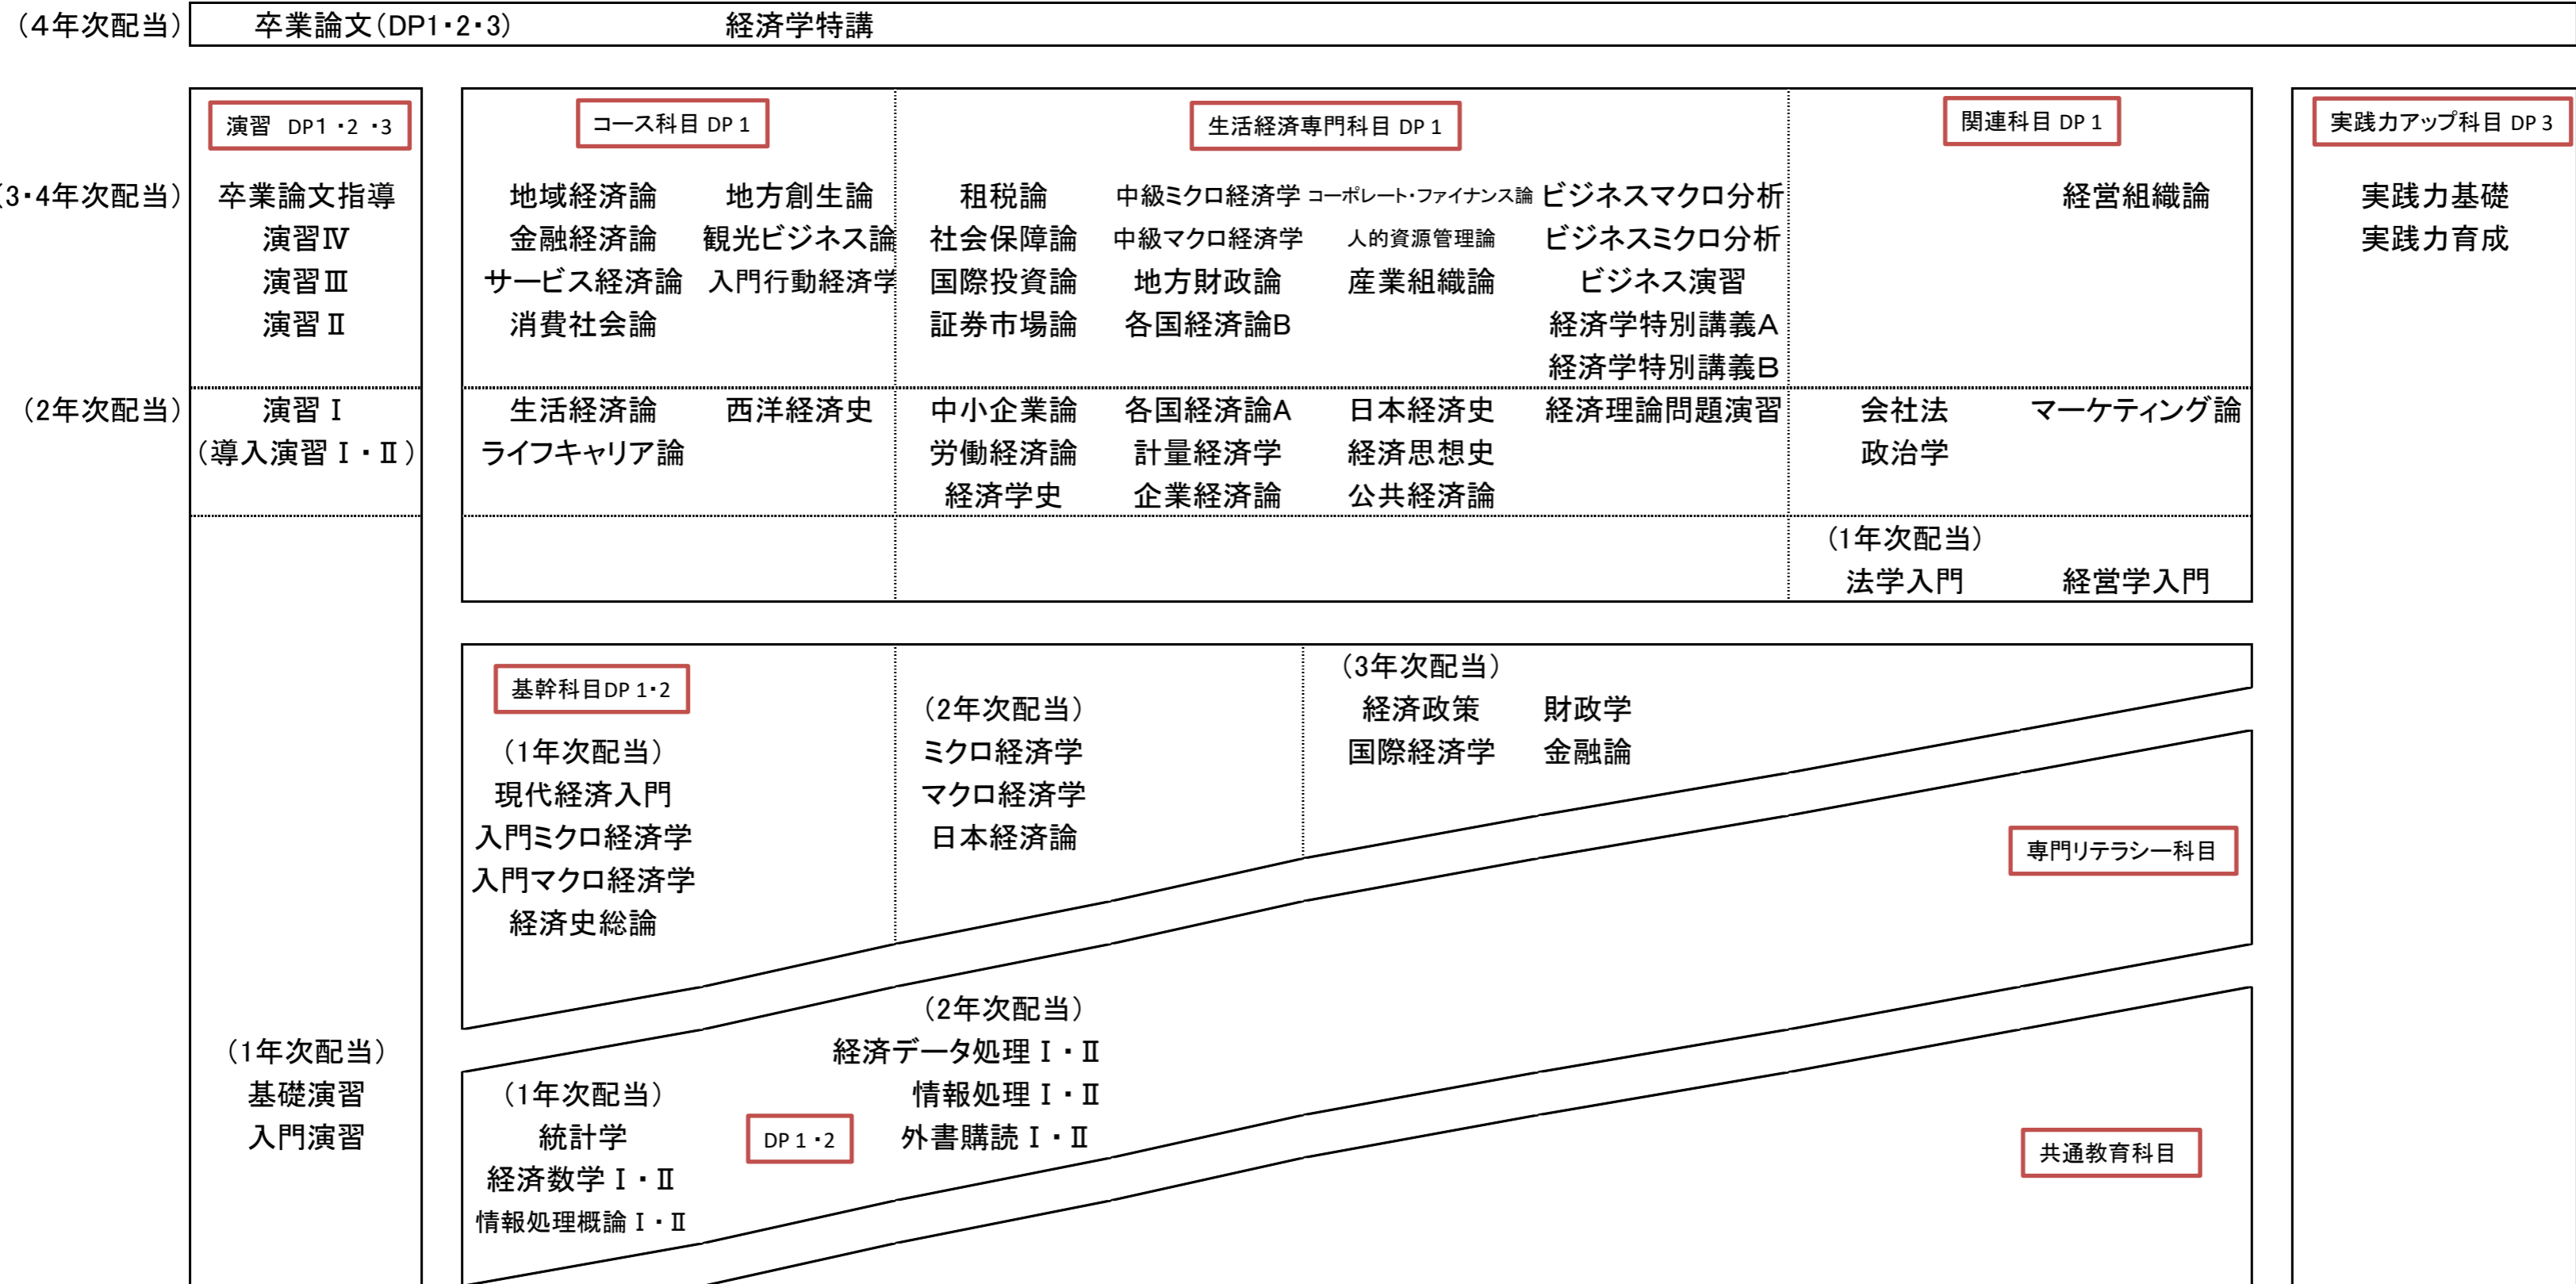 (4年次配当) 卒業論文(DP1・2・3) 経済学特講
演習 DP1・2・3 コース科目 DP 1 生活経済専門科目 DP 1 関連科目 DP 1 実践力アップ科目 DP 3
(3・4年次配当) 卒業論文指導 地域経済論 地方創生論 租税論 中級ミクロ経済学 コーポレート・ファイナンス論 ビジネスマクロ分析 経営組織論 実践力基礎
演習Ⅳ 金融経済論 観光ビジネス論 社会保障論 中級マクロ経済学 人的資源管理論 ビジネスミクロ分析 実践力育成
演習Ⅲ サービス経済論 入門行動経済学 国際投資論 地方財政論 産業組織論 ビジネス演習
演習Ⅱ 消費社会論 証券市場論 各国経済論B 経済学特別講義A
経済学特別講義B
(2年次配当) 演習Ⅰ 生活経済論 西洋経済史 中小企業論 各国経済論A 日本経済史 経済理論問題演習 会社法 マーケティング論
(導入演習Ⅰ・Ⅱ) ライフキャリア論 労働経済論 計量経済学 経済思想史 政治学
経済学史 企業経済論 公共経済論
(1年次配当)
法学入門 経営学入門
(3年次配当)
基幹科目DP 1・2
(2年次配当) 経済政策 財政学
(1年次配当) ミクロ経済学 国際経済学 金融論
現代経済入門 マクロ経済学
入門ミクロ経済学 日本経済論 専門リテラシー科目
入門マクロ経済学
経済史総論
(2年次配当)
(1年次配当) 経済データ処理Ⅰ・Ⅱ
基礎演習 (1年次配当) 情報処理Ⅰ・Ⅱ
入門演習 統計学 DP 1・2 外書購読Ⅰ・Ⅱ 共通教育科目
経済数学Ⅰ・Ⅱ
情報処理概論Ⅰ・Ⅱ